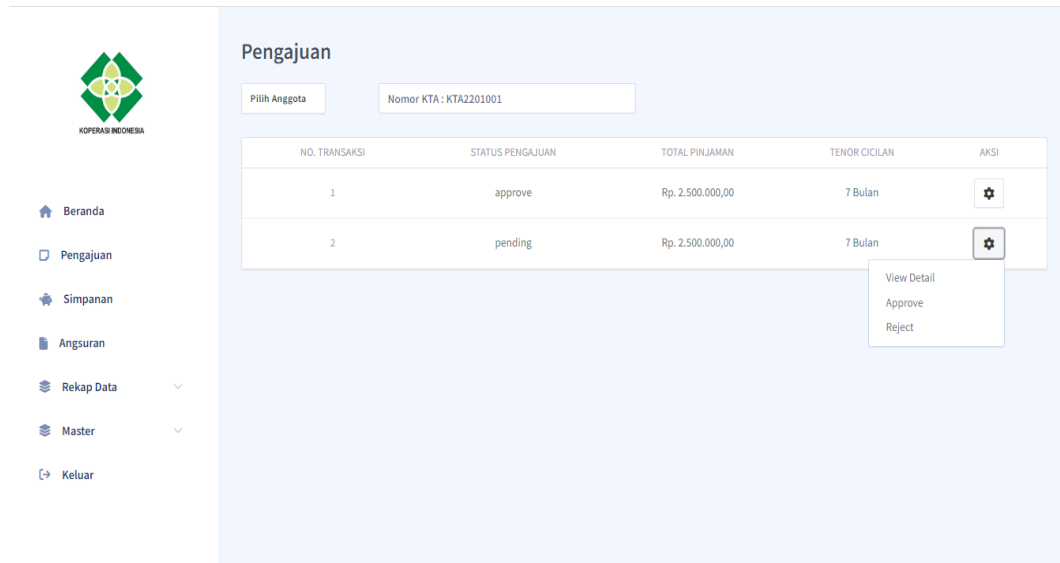 KOPERASI INDONESIA
Beranda
Pengajuan
Simpanan
Angsuran
Rekap Data
Master
Keluar
Pengajuan
Pilih Anggota
Nomor KTA : KTA2201001
NO. TRANSAKSI STATUS PENGAJUAN TOTAL PINJAMAN TENOR CICILAN AKSI
1 approve Rp. 2.500.000,00 7 Bulan
2 pending Rp. 2.500.000,00 7 Bulan
View Detail
Approve
Reject